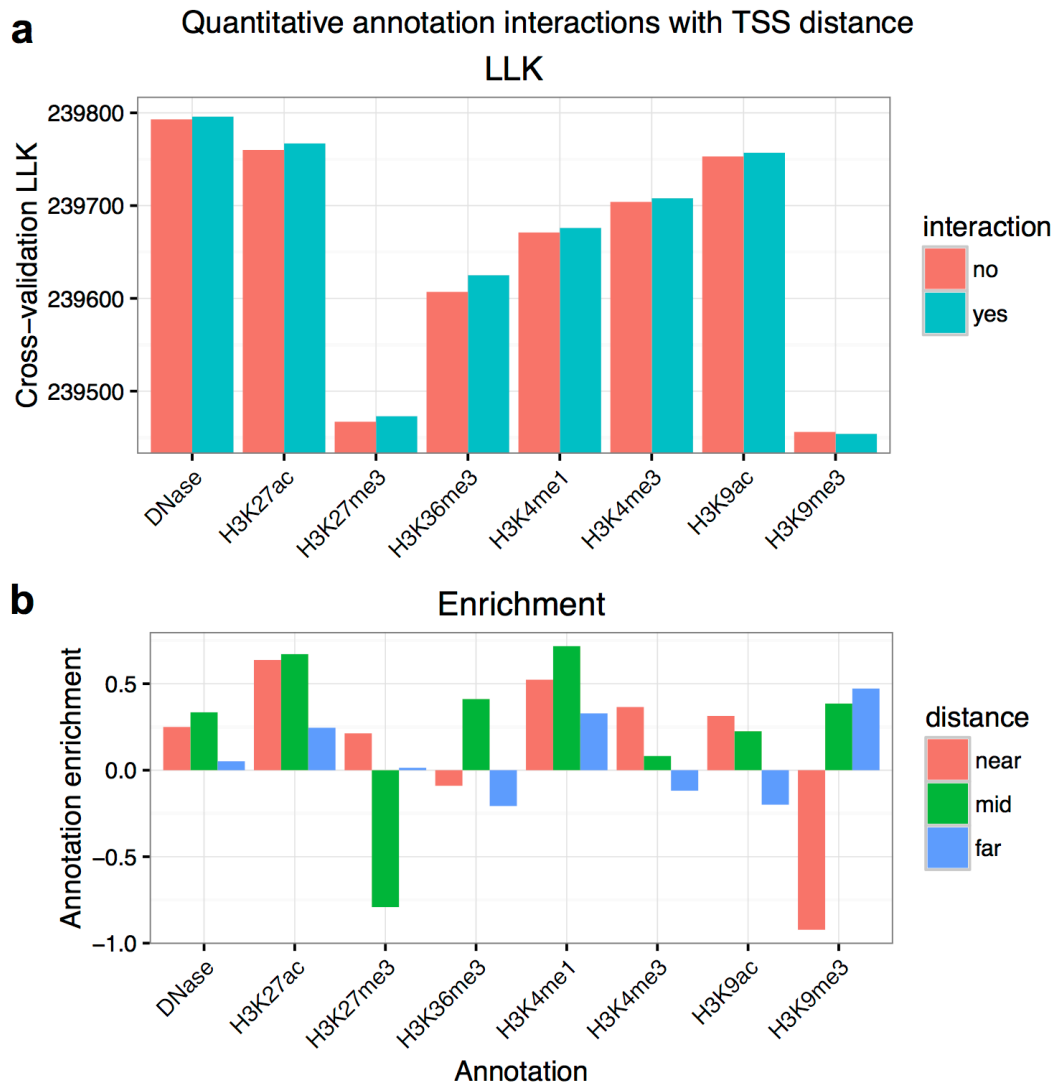 a
Quantitative annotation interactions with TSS distance
LLK
Cross−validation LLK
239800
239700
239600
239500
DNase
H3K27ac
H3K27me3
H3K36me3
H3K4me1
H3K4me3
H3K9ac
H3K9me3
interaction
no
yes
b
Enrichment
Annotation enrichment
0.5
0.0
−0.5
−1.0
DNase
H3K27ac
H3K27me3
H3K36me3
H3K4me1
H3K4me3
H3K9ac
H3K9me3
Annotation
distance
near
mid
far